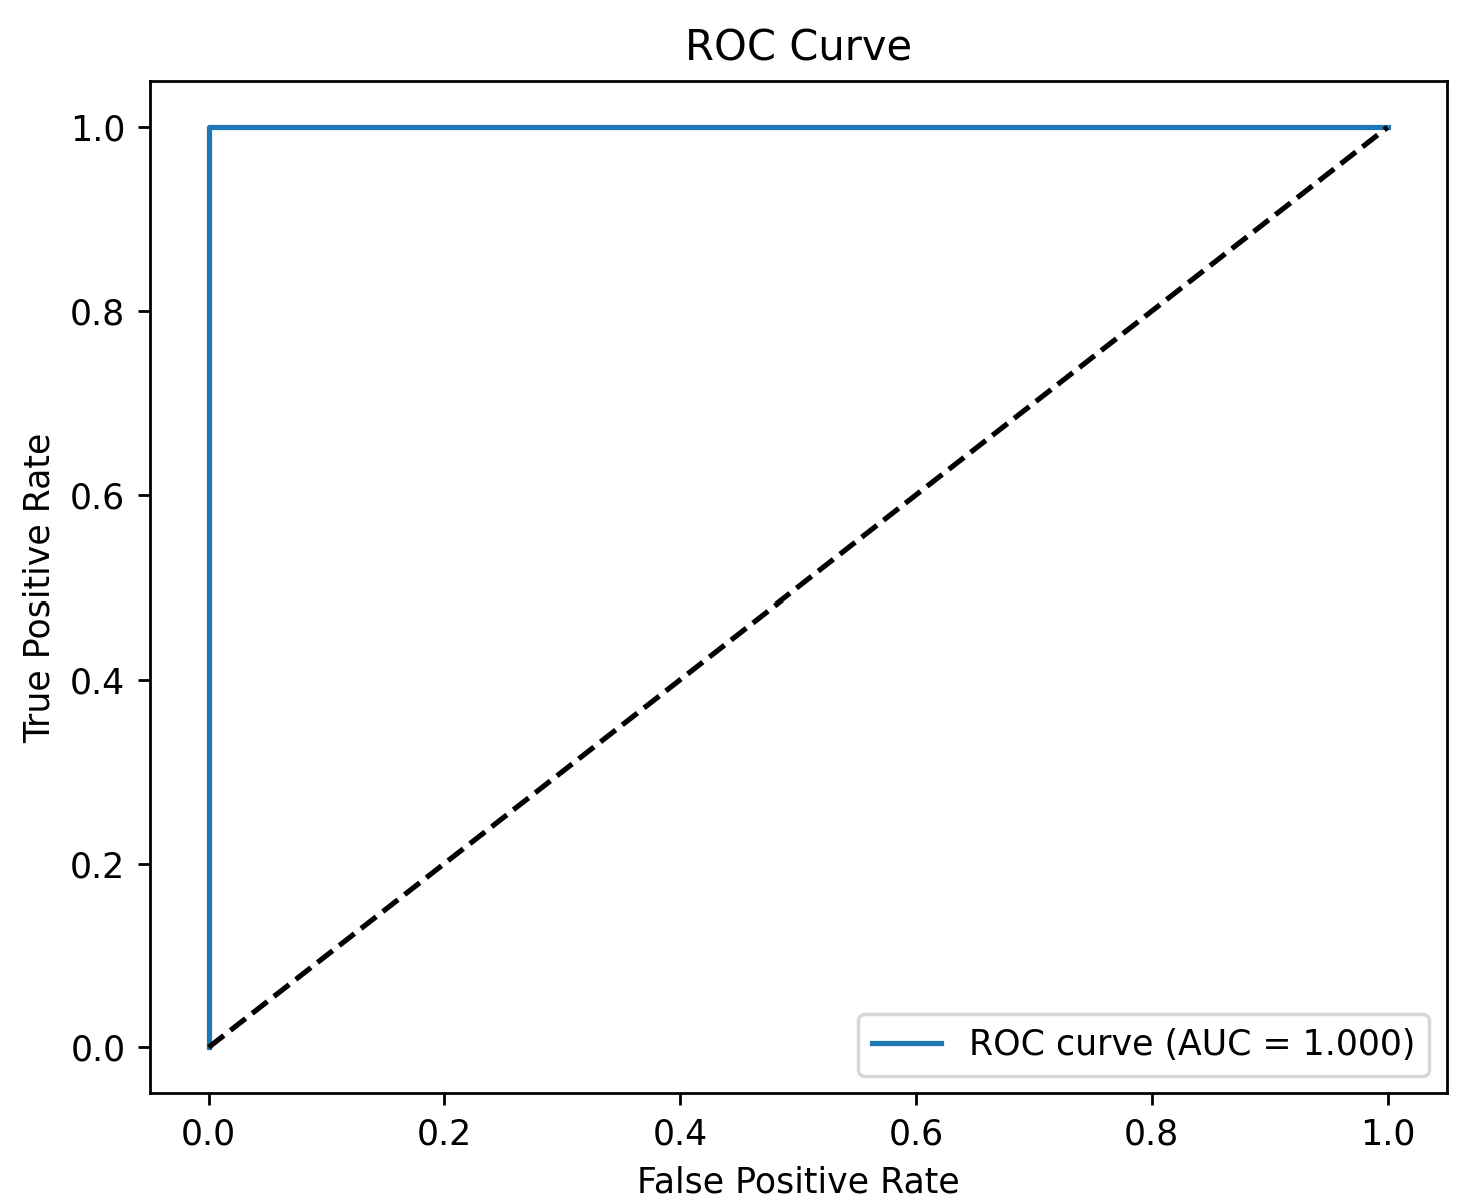 ROC Curve
True Positive Rate
1.0
0.8
0.6
0.4
0.2
0.0
ROC curve (AUC = 1.000)
0.0 0.2 0.4 0.6 0.8 1.0
False Positive Rate